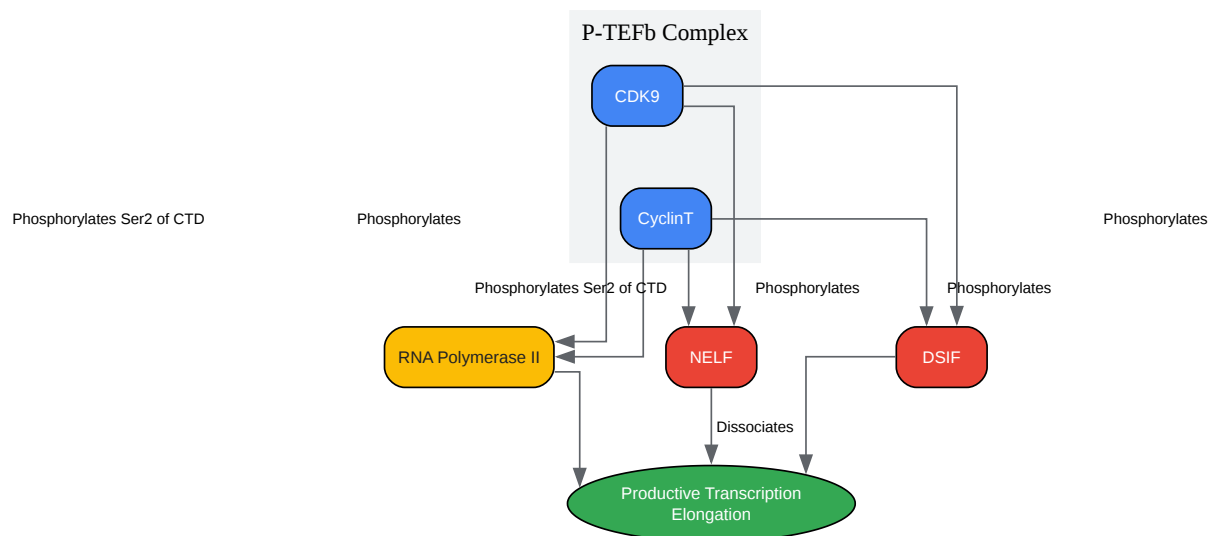 P-TEFb Complex
CDK9
Phosphorylates Ser2 of CTD
Phosphorylates
CyclinT
Phosphorylates
Phosphorylates Ser2 of CTD
Phosphorylates
Phosphorylates
RNA Polymerase II
NELF
DSIF
Dissociates
Productive Transcription
Elongation